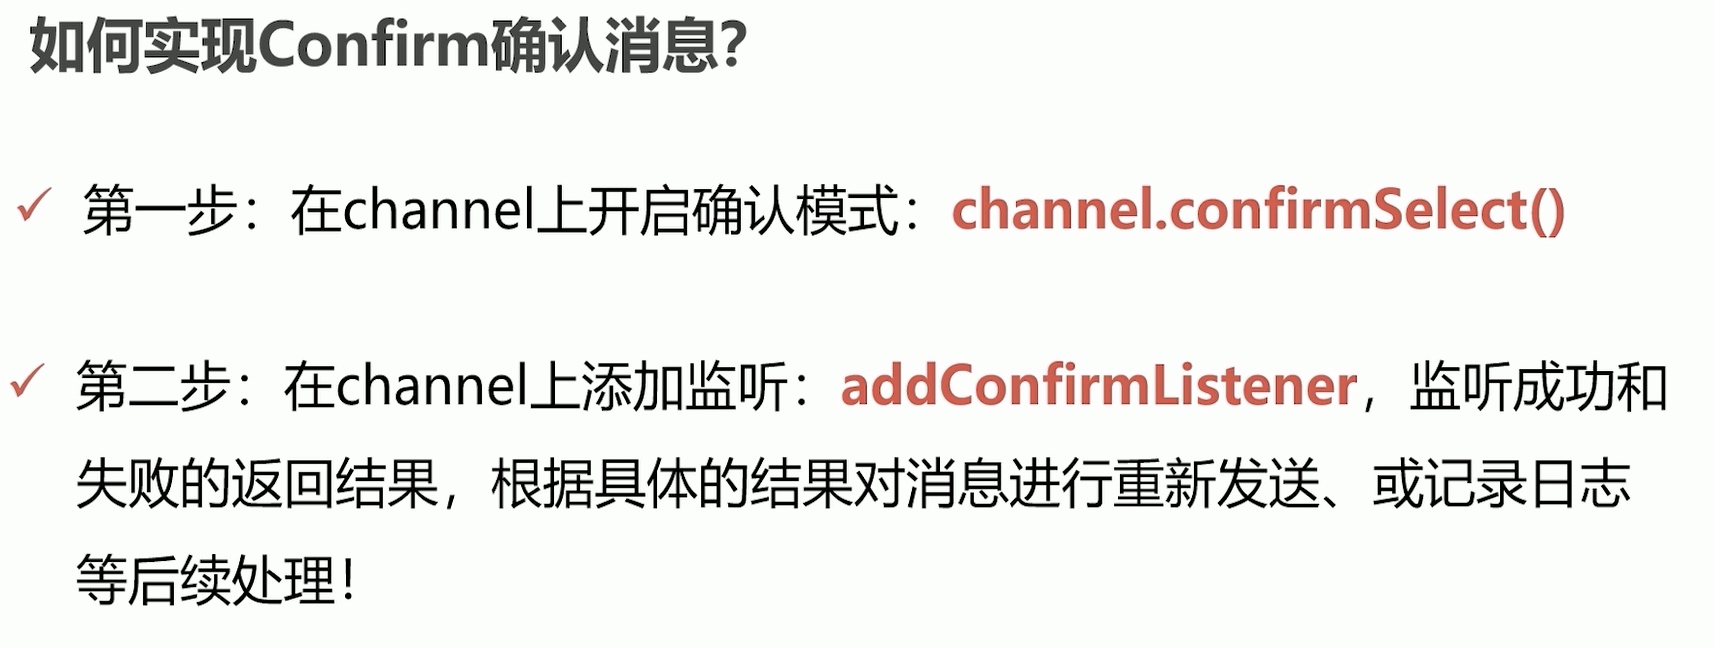 如何实现Confirm确认消息?
第一步：在channel上开启确认模式：channel.confirmSelect()
第二步：在channel上添加监听：addConfirmListener，监听成功和
失败的返回结果，根据具体的结果对消息进行重新发送、或记录日志
等后续处理！